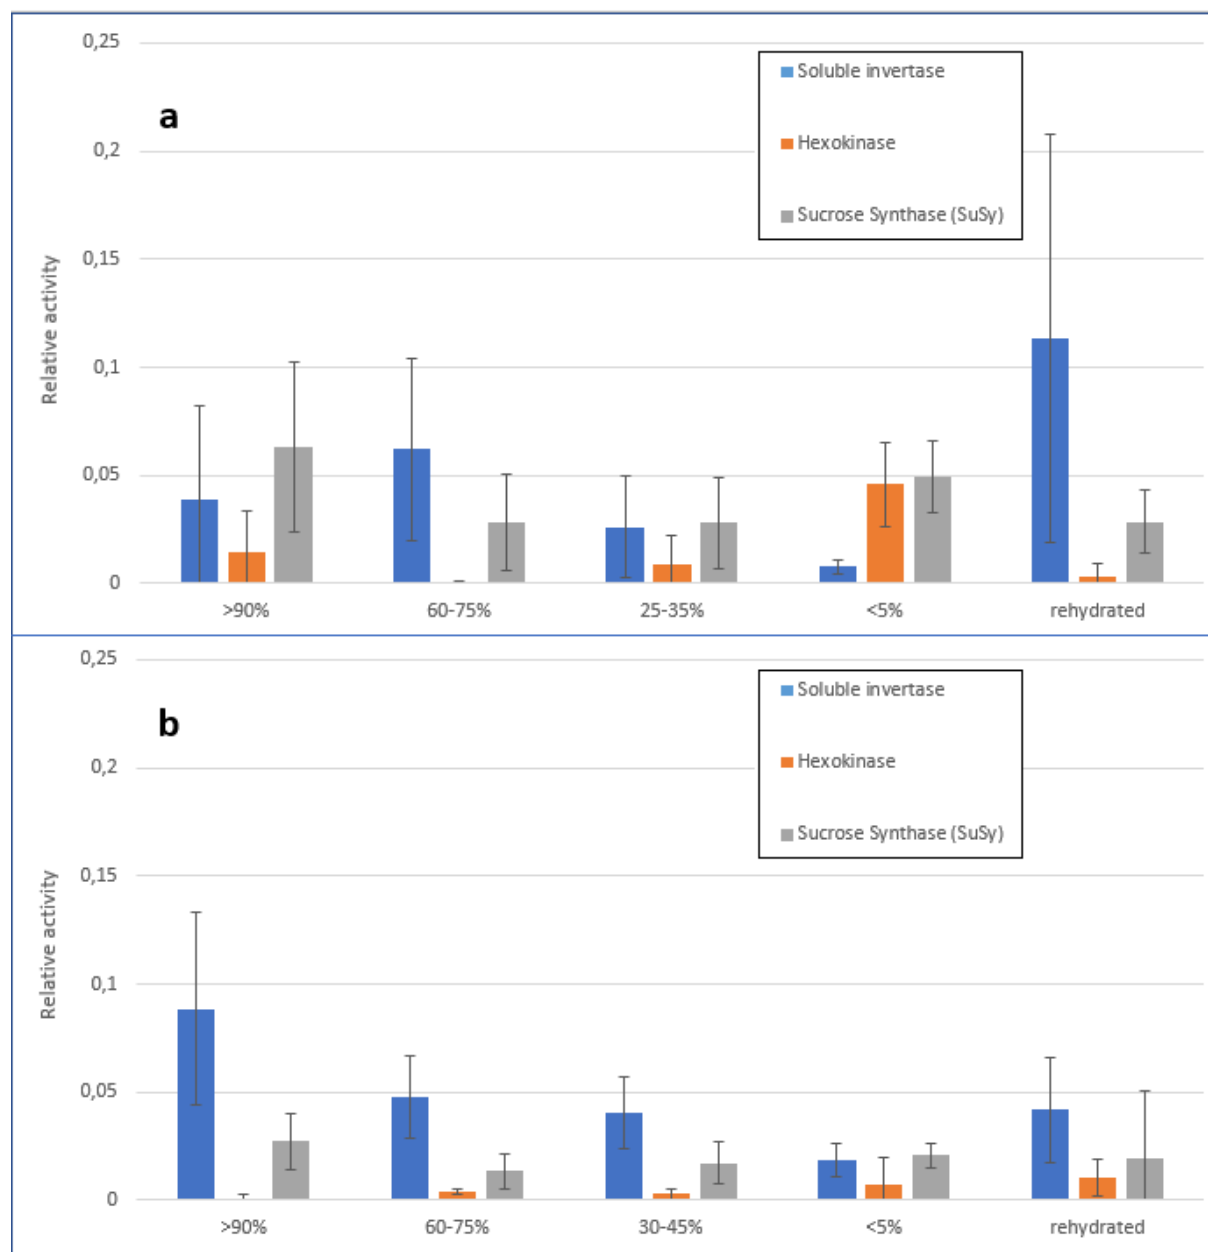 0,25
a
Soluble invertase
Hexokinase
Sucrose Synthase (SuSy)
0,2
0,15
0,1
0,05
0
Relative activity
>90%
60-75%
25-35%
<5%
rehydrated
0,25
b
Soluble invertase
Hexokinase
Sucrose Synthase (SuSy)
0,2
0,15
0,1
0,05
0
Relative activity
>90%
60-75%
30-45%
<5%
rehydrated